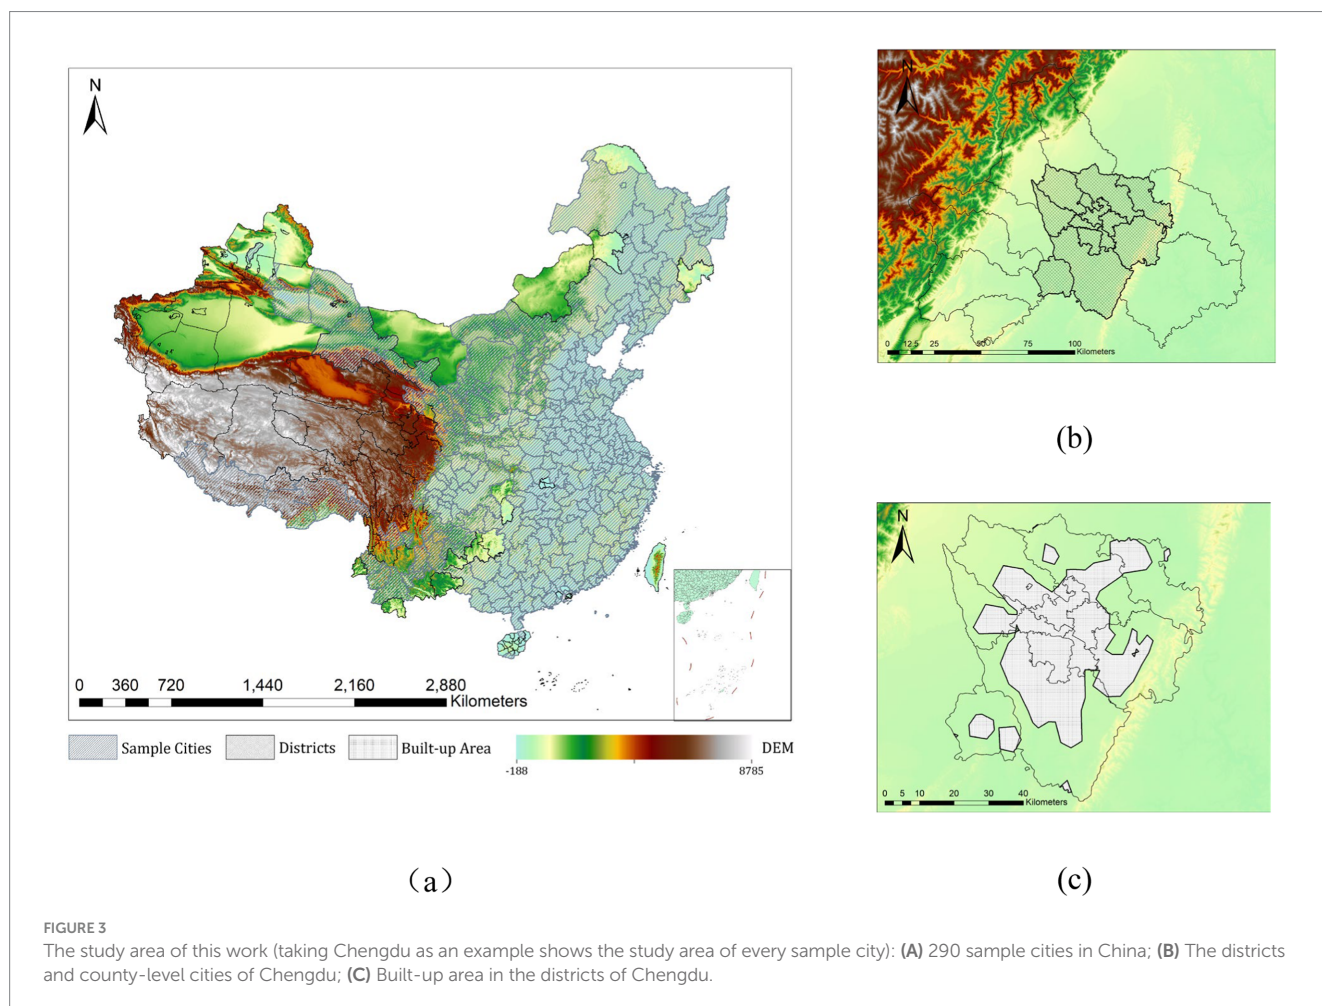 N
0 360 720 1,440 2,160 2,880
Kilometers
Sample Cities Districts Built-up Area DEM
-188 8785
（a）
N
0 12.5 25 50 75 100
Kilometers
(b)
N
0 5 10 20 30 40
Kilometers
(c)
FIGURE 3
The study area of this work (taking Chengdu as an example shows the study area of every sample city): (A) 290 sample cities in China; (B) The districts
and county-level cities of Chengdu; (C) Built-up area in the districts of Chengdu.